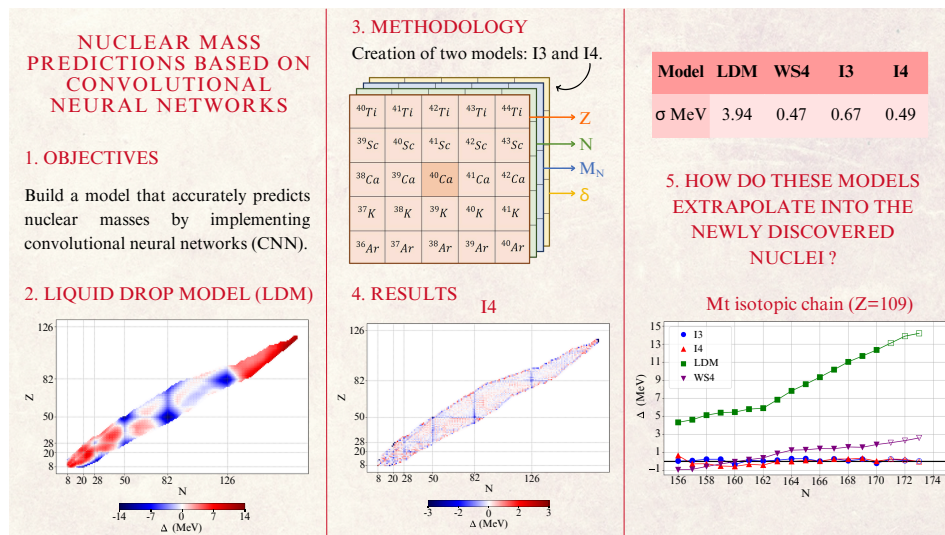 NUCLEAR MASS
PREDICTIONS BASED ON
CONVOLUTIONAL
NEURAL NETWORKS
1. OBJECTIVES
Build a model that accurately predicts
nuclear masses by implementing
convolutional neural networks (CNN).
2. LIQUID DROP MODEL (LDM)
126
82
50
28
20
8
Z
8 20 28 50 82 126
N
-14 -7 0 7 14
Δ (MeV)
3. METHODOLOGY
Creation of two models: I3 and I4.
⁴⁰Ti ⁴¹Ti ⁴²Ti ⁴³Ti ⁴⁴Ti
³⁹Sc ⁴⁰Sc ⁴¹Sc ⁴²Sc ⁴³Sc
³⁸Ca ³⁹Ca ⁴⁰Ca ⁴¹Ca ⁴²Ca
³⁷K ³⁸K ³⁹K ⁴⁰K ⁴¹K
³⁶Ar ³⁷Ar ³⁸Ar ³⁹Ar ⁴⁰Ar
Z
N
M_N
δ
4. RESULTS
I4
126
82
50
28
20
8
Z
8 20 28 50 82 126
N
-3 -2 0 2 3
Δ (MeV)
Model LDM WS4 I3 I4
σ MeV 3.94 0.47 0.67 0.49
5. HOW DO THESE MODELS
EXTRAPOLATE INTO THE
NEWLY DISCOVERED
NUCLEI ?
Mt isotopic chain (Z=109)
I3
I4
LDM
WS4
15
13
11
9
7
5
3
1
−1
Δ (MeV)
156 158 160 162 164 166 168 170 172 174
N